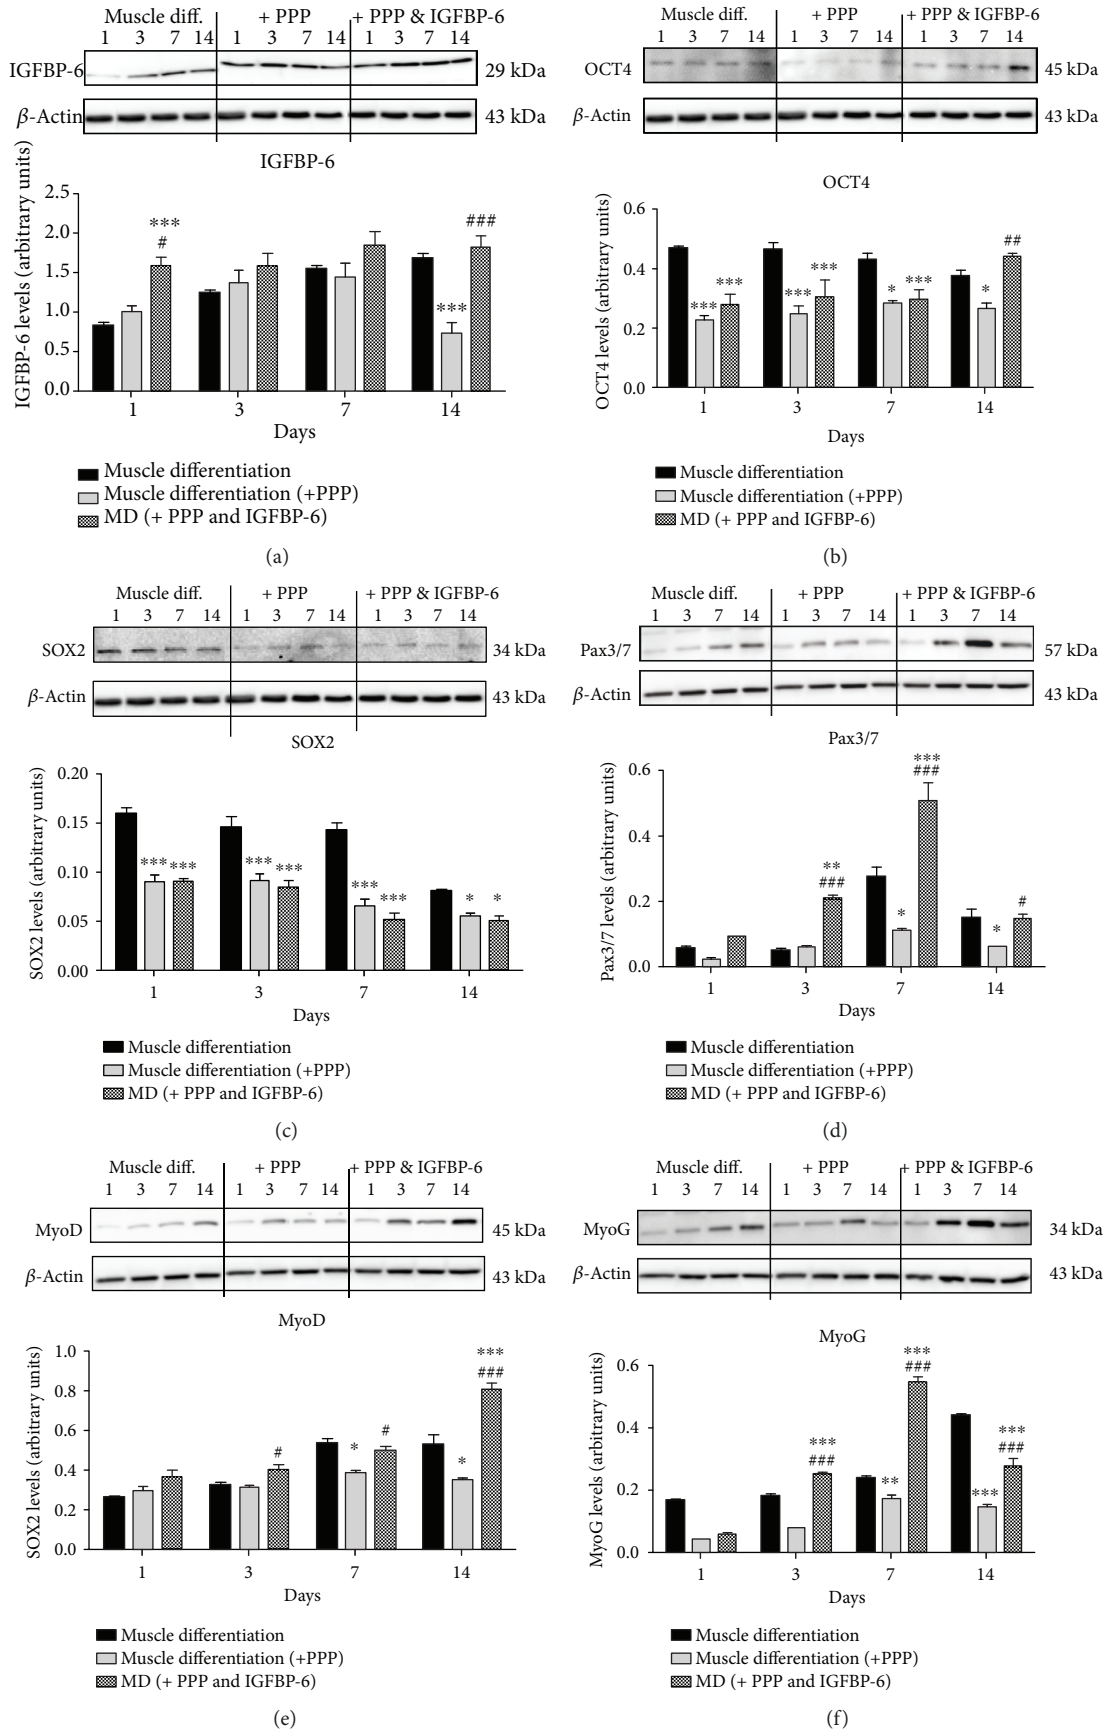 Muscle diff. + PPP + PPP & IGFBP-6
1 3 7 14 1 3 7 14 1 3 7 14
IGFBP-6 29 kDa
β-Actin 43 kDa
IGFBP-6
IGFBP-6 levels (arbitrary units)
2.5
2.0
1.5
1.0
0.5
0.0
***
#
***
###
1 3 7 14
Days
Muscle differentiation
Muscle differentiation (+PPP)
MD (+ PPP and IGFBP-6)
(a)
Muscle diff. + PPP + PPP & IGFBP-6
1 3 7 14 1 3 7 14 1 3 7 14
OCT4 45 kDa
β-Actin 43 kDa
OCT4
OCT4 levels (arbitrary units)
0.6
0.4
0.2
0.0
*** ***
*** ***
* ***
* ##
1 3 7 14
Days
Muscle differentiation
Muscle differentiation (+PPP)
MD (+ PPP and IGFBP-6)
(b)
Muscle diff. + PPP + PPP & IGFBP-6
1 3 7 14 1 3 7 14 1 3 7 14
SOX2 34 kDa
β-Actin 43 kDa
SOX2
SOX2 levels (arbitrary units)
0.20
0.15
0.10
0.05
0.00
*** ***
*** ***
*** ***
* *
1 3 7 14
Days
Muscle differentiation
Muscle differentiation (+PPP)
MD (+ PPP and IGFBP-6)
(c)
Muscle diff. + PPP + PPP & IGFBP-6
1 3 7 14 1 3 7 14 1 3 7 14
Pax3/7 57 kDa
β-Actin 43 kDa
Pax3/7
Pax3/7 levels (arbitrary units)
0.6
0.4
0.2
0.0
**
###
*
***
###
*
#
1 3 7 14
Days
Muscle differentiation
Muscle differentiation (+PPP)
MD (+ PPP and IGFBP-6)
(d)
Muscle diff. + PPP + PPP & IGFBP-6
1 3 7 14 1 3 7 14 1 3 7 14
MyoD 45 kDa
β-Actin 43 kDa
MyoD
SOX2 levels (arbitrary units)
1.0
0.8
0.6
0.4
0.2
0.0
#
* #
*
***
###
1 3 7 14
Days
Muscle differentiation
Muscle differentiation (+PPP)
MD (+ PPP and IGFBP-6)
(e)
Muscle diff. + PPP + PPP & IGFBP-6
1 3 7 14 1 3 7 14 1 3 7 14
MyoG 34 kDa
β-Actin 43 kDa
MyoG
MyoG levels (arbitrary units)
0.6
0.4
0.2
0.0
***
###
**
***
###
***
***
###
1 3 7 14
Days
Muscle differentiation
Muscle differentiation (+PPP)
MD (+ PPP and IGFBP-6)
(f)